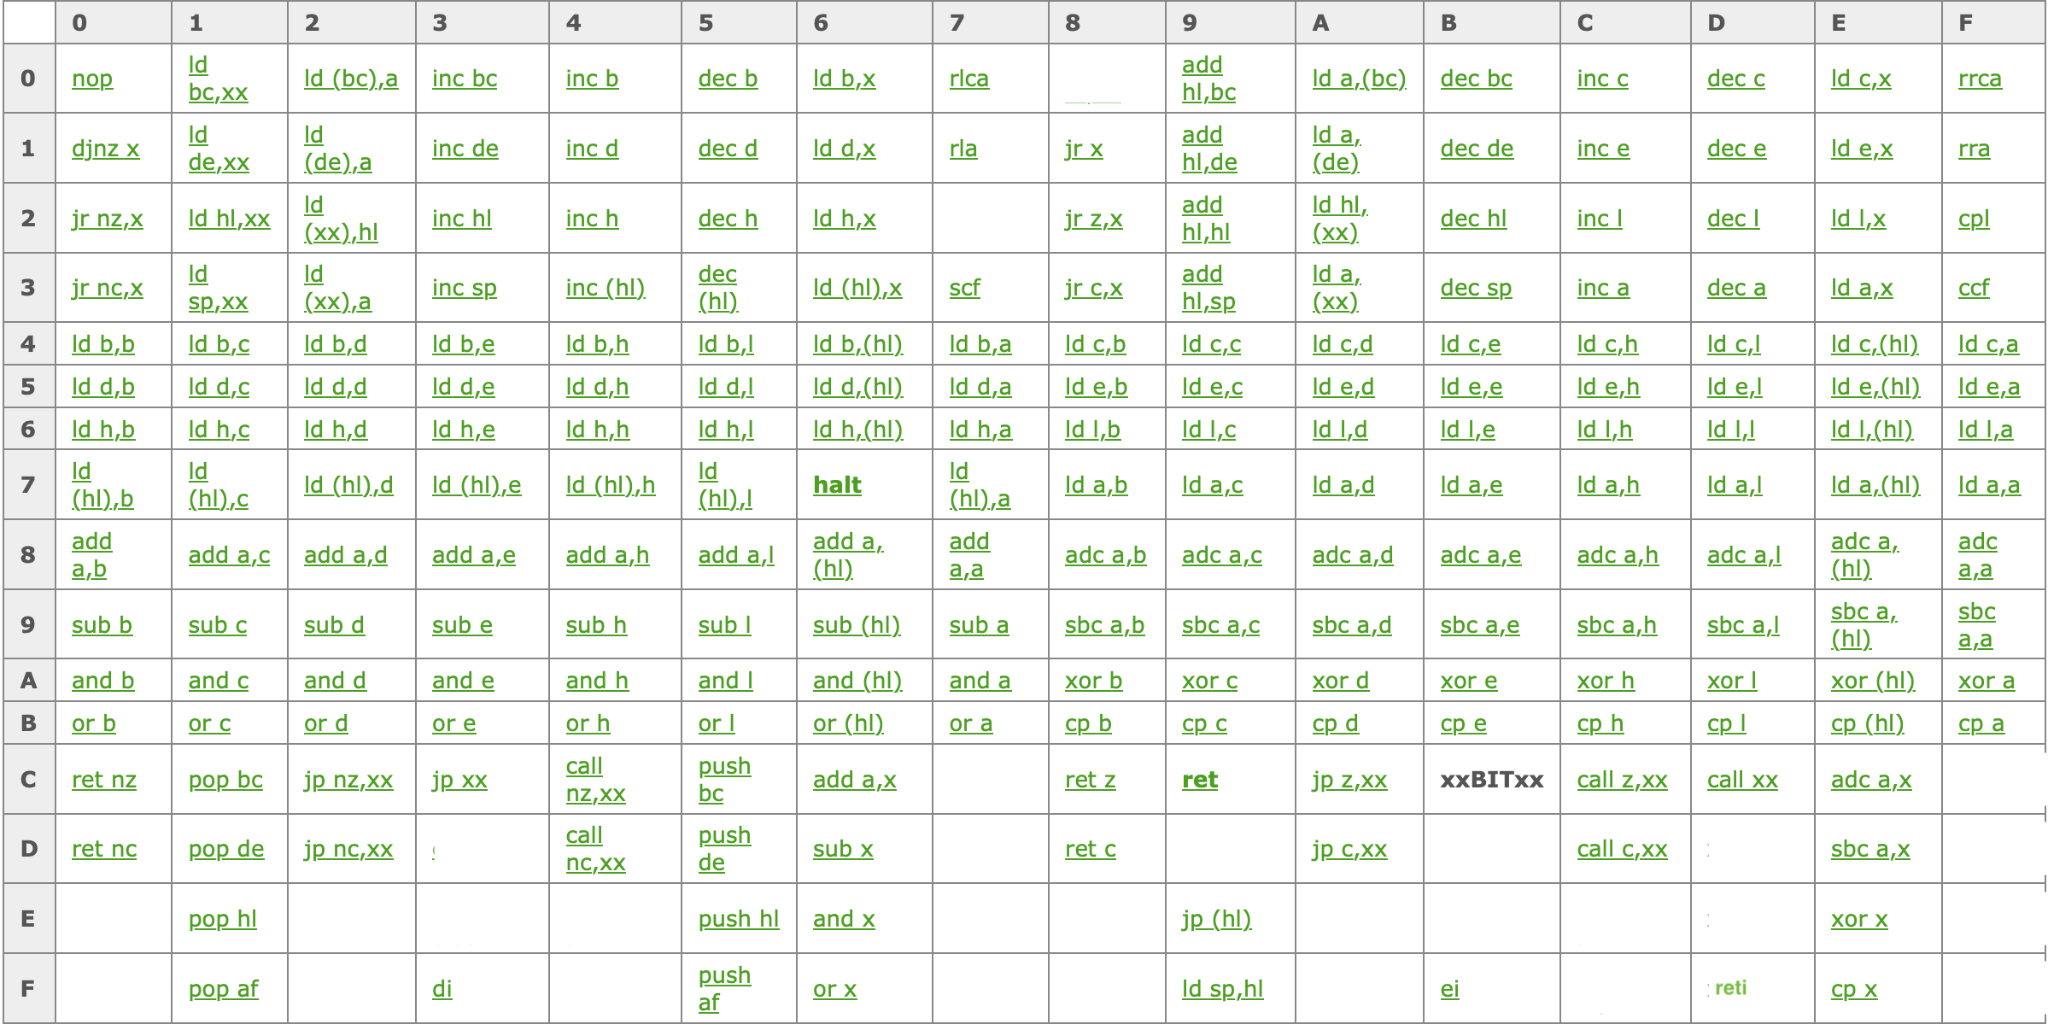 0 1 2 3 4 5 6 7 8 9 A B C D E F
0 nop ld bc,xx ld (bc),a inc bc inc b dec b ld b,x rlca add hl,bc ld a,(bc) dec bc inc c dec c ld c,x rrca
1 djnz x ld de,xx ld (de),a inc de inc d dec d ld d,x rla jr x add hl,de ld a,(de) dec de inc e dec e ld e,x rra
2 jr nz,x ld hl,xx ld (xx),hl inc hl inc h dec h ld h,x jr z,x add hl,hl ld hl,(xx) dec hl inc l dec l ld l,x cpl
3 jr nc,x ld sp,xx ld (xx),a inc sp inc (hl) dec (hl) ld (hl),x scf jr c,x add hl,sp ld a,(xx) dec sp inc a dec a ld a,x ccf
4 ld b,b ld b,c ld b,d ld b,e ld b,h ld b,l ld b,(hl) ld b,a ld c,b ld c,c ld c,d ld c,e ld c,h ld c,l ld c,(hl) ld c,a
5 ld d,b ld d,c ld d,d ld d,e ld d,h ld d,l ld d,(hl) ld d,a ld e,b ld e,c ld e,d ld e,e ld e,h ld e,l ld e,(hl) ld e,a
6 ld h,b ld h,c ld h,d ld h,e ld h,h ld h,l ld h,(hl) ld h,a ld l,b ld l,c ld l,d ld l,e ld l,h ld l,l ld l,(hl) ld l,a
7 ld (hl),b ld (hl),c ld (hl),d ld (hl),e ld (hl),h ld (hl),l halt ld (hl),a ld a,b ld a,c ld a,d ld a,e ld a,h ld a,l ld a,(hl) ld a,a
8 add a,b add a,c add a,d add a,e add a,h add a,l add a,(hl) add a,a adc a,b adc a,c adc a,d adc a,e adc a,h adc a,l adc a,(hl) adc a,a
9 sub b sub c sub d sub e sub h sub l sub (hl) sub a sbc a,b sbc a,c sbc a,d sbc a,e sbc a,h sbc a,l sbc a,(hl) sbc a,a
A and b and c and d and e and h and l and (hl) and a xor b xor c xor d xor e xor h xor l xor (hl) xor a
B or b or c or d or e or h or l or (hl) or a cp b cp c cp d cp e cp h cp l cp (hl) cp a
C ret nz pop bc jp nz,xx jp xx call nz,xx push bc add a,x ret z ret jp z,xx xxBITxx call z,xx call xx adc a,x
D ret nc pop de jp nc,xx call nc,xx push de sub x ret c jp c,xx call c,xx sbc a,x
E pop hl push hl and x jp (hl) xor x
F pop af di push af or x ld sp,hl ei reti cp x